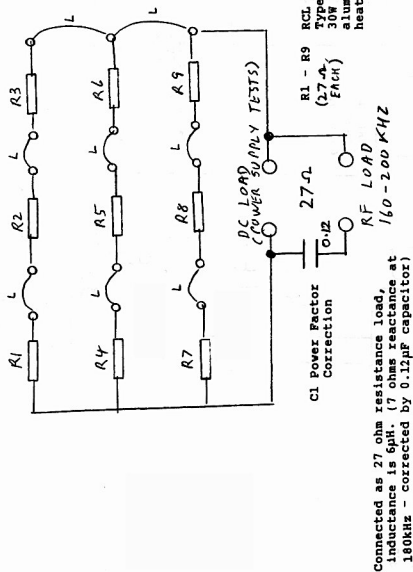 R1 L R2 L R3 L
R4 L R5 L R6 L
R7 L R8 L R9
R1 - R9
(27Ω
EACH)
RCL
Type
30W
alum
heat
DC LOAD
(POWER SUPPLY TESTS)
C1 Power Factor
Correction
0.12
27Ω
RF LOAD
160-200 KHZ
Connected as 27 ohm resistance load,
inductance is 6µH. (7 ohms reactance at
180kHz - corrected by 0.12µF capacitor)